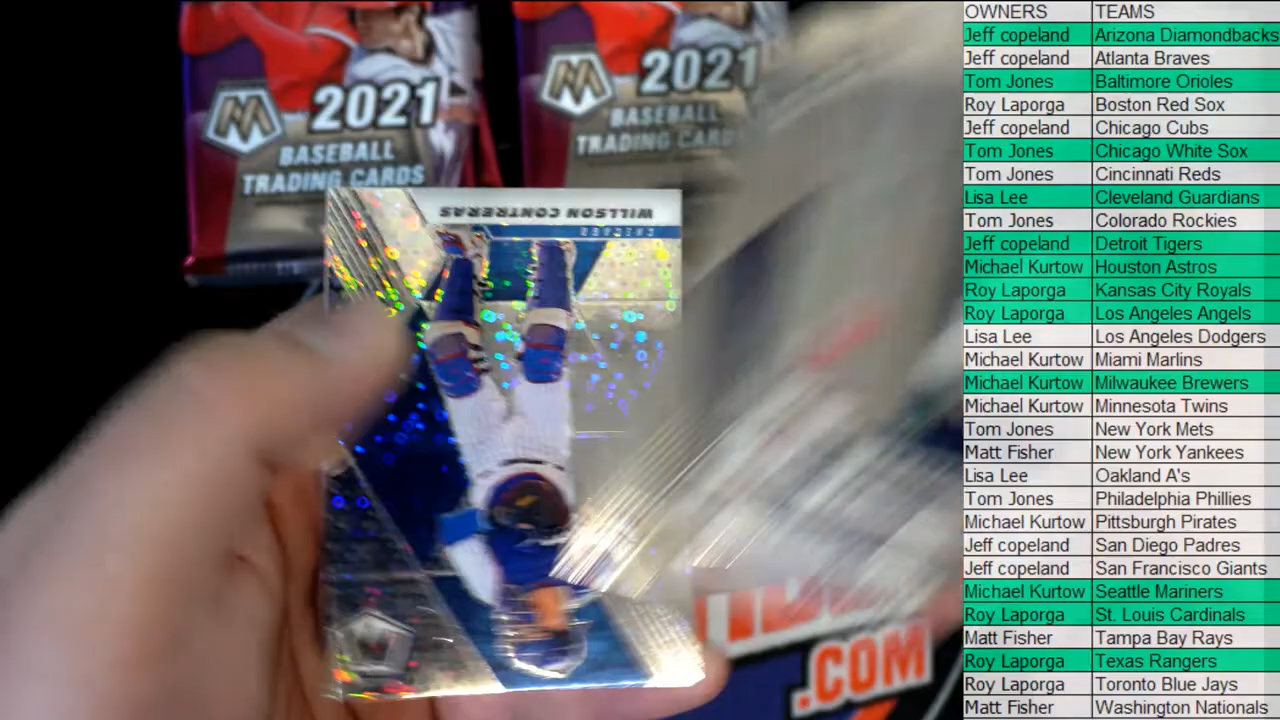 2021
BASEBALL
TRADING CARDS
2021
BASEBALL
TRADING CARDS
WILLSON CONTRERAS
.COM
OWNERS TEAMS
Jeff copeland Arizona Diamondbacks
Jeff copeland Atlanta Braves
Tom Jones Baltimore Orioles
Roy Laporga Boston Red Sox
Jeff copeland Chicago Cubs
Tom Jones Chicago White Sox
Tom Jones Cincinnati Reds
Lisa Lee Cleveland Guardians
Tom Jones Colorado Rockies
Jeff copeland Detroit Tigers
Michael Kurtow Houston Astros
Roy Laporga Kansas City Royals
Roy Laporga Los Angeles Angels
Lisa Lee Los Angeles Dodgers
Michael Kurtow Miami Marlins
Michael Kurtow Milwaukee Brewers
Michael Kurtow Minnesota Twins
Tom Jones New York Mets
Matt Fisher New York Yankees
Lisa Lee Oakland A's
Tom Jones Philadelphia Phillies
Michael Kurtow Pittsburgh Pirates
Jeff copeland San Diego Padres
Jeff copeland San Francisco Giants
Michael Kurtow Seattle Mariners
Roy Laporga St. Louis Cardinals
Matt Fisher Tampa Bay Rays
Roy Laporga Texas Rangers
Roy Laporga Toronto Blue Jays
Matt Fisher Washington Nationals